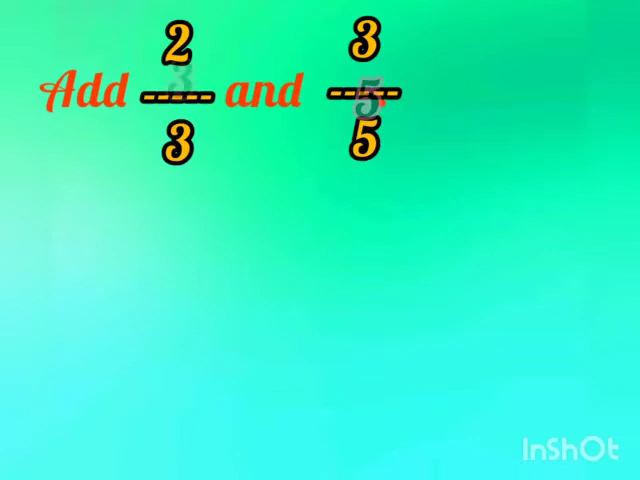 2 3
Add ----- and -----
3 5
InShOt